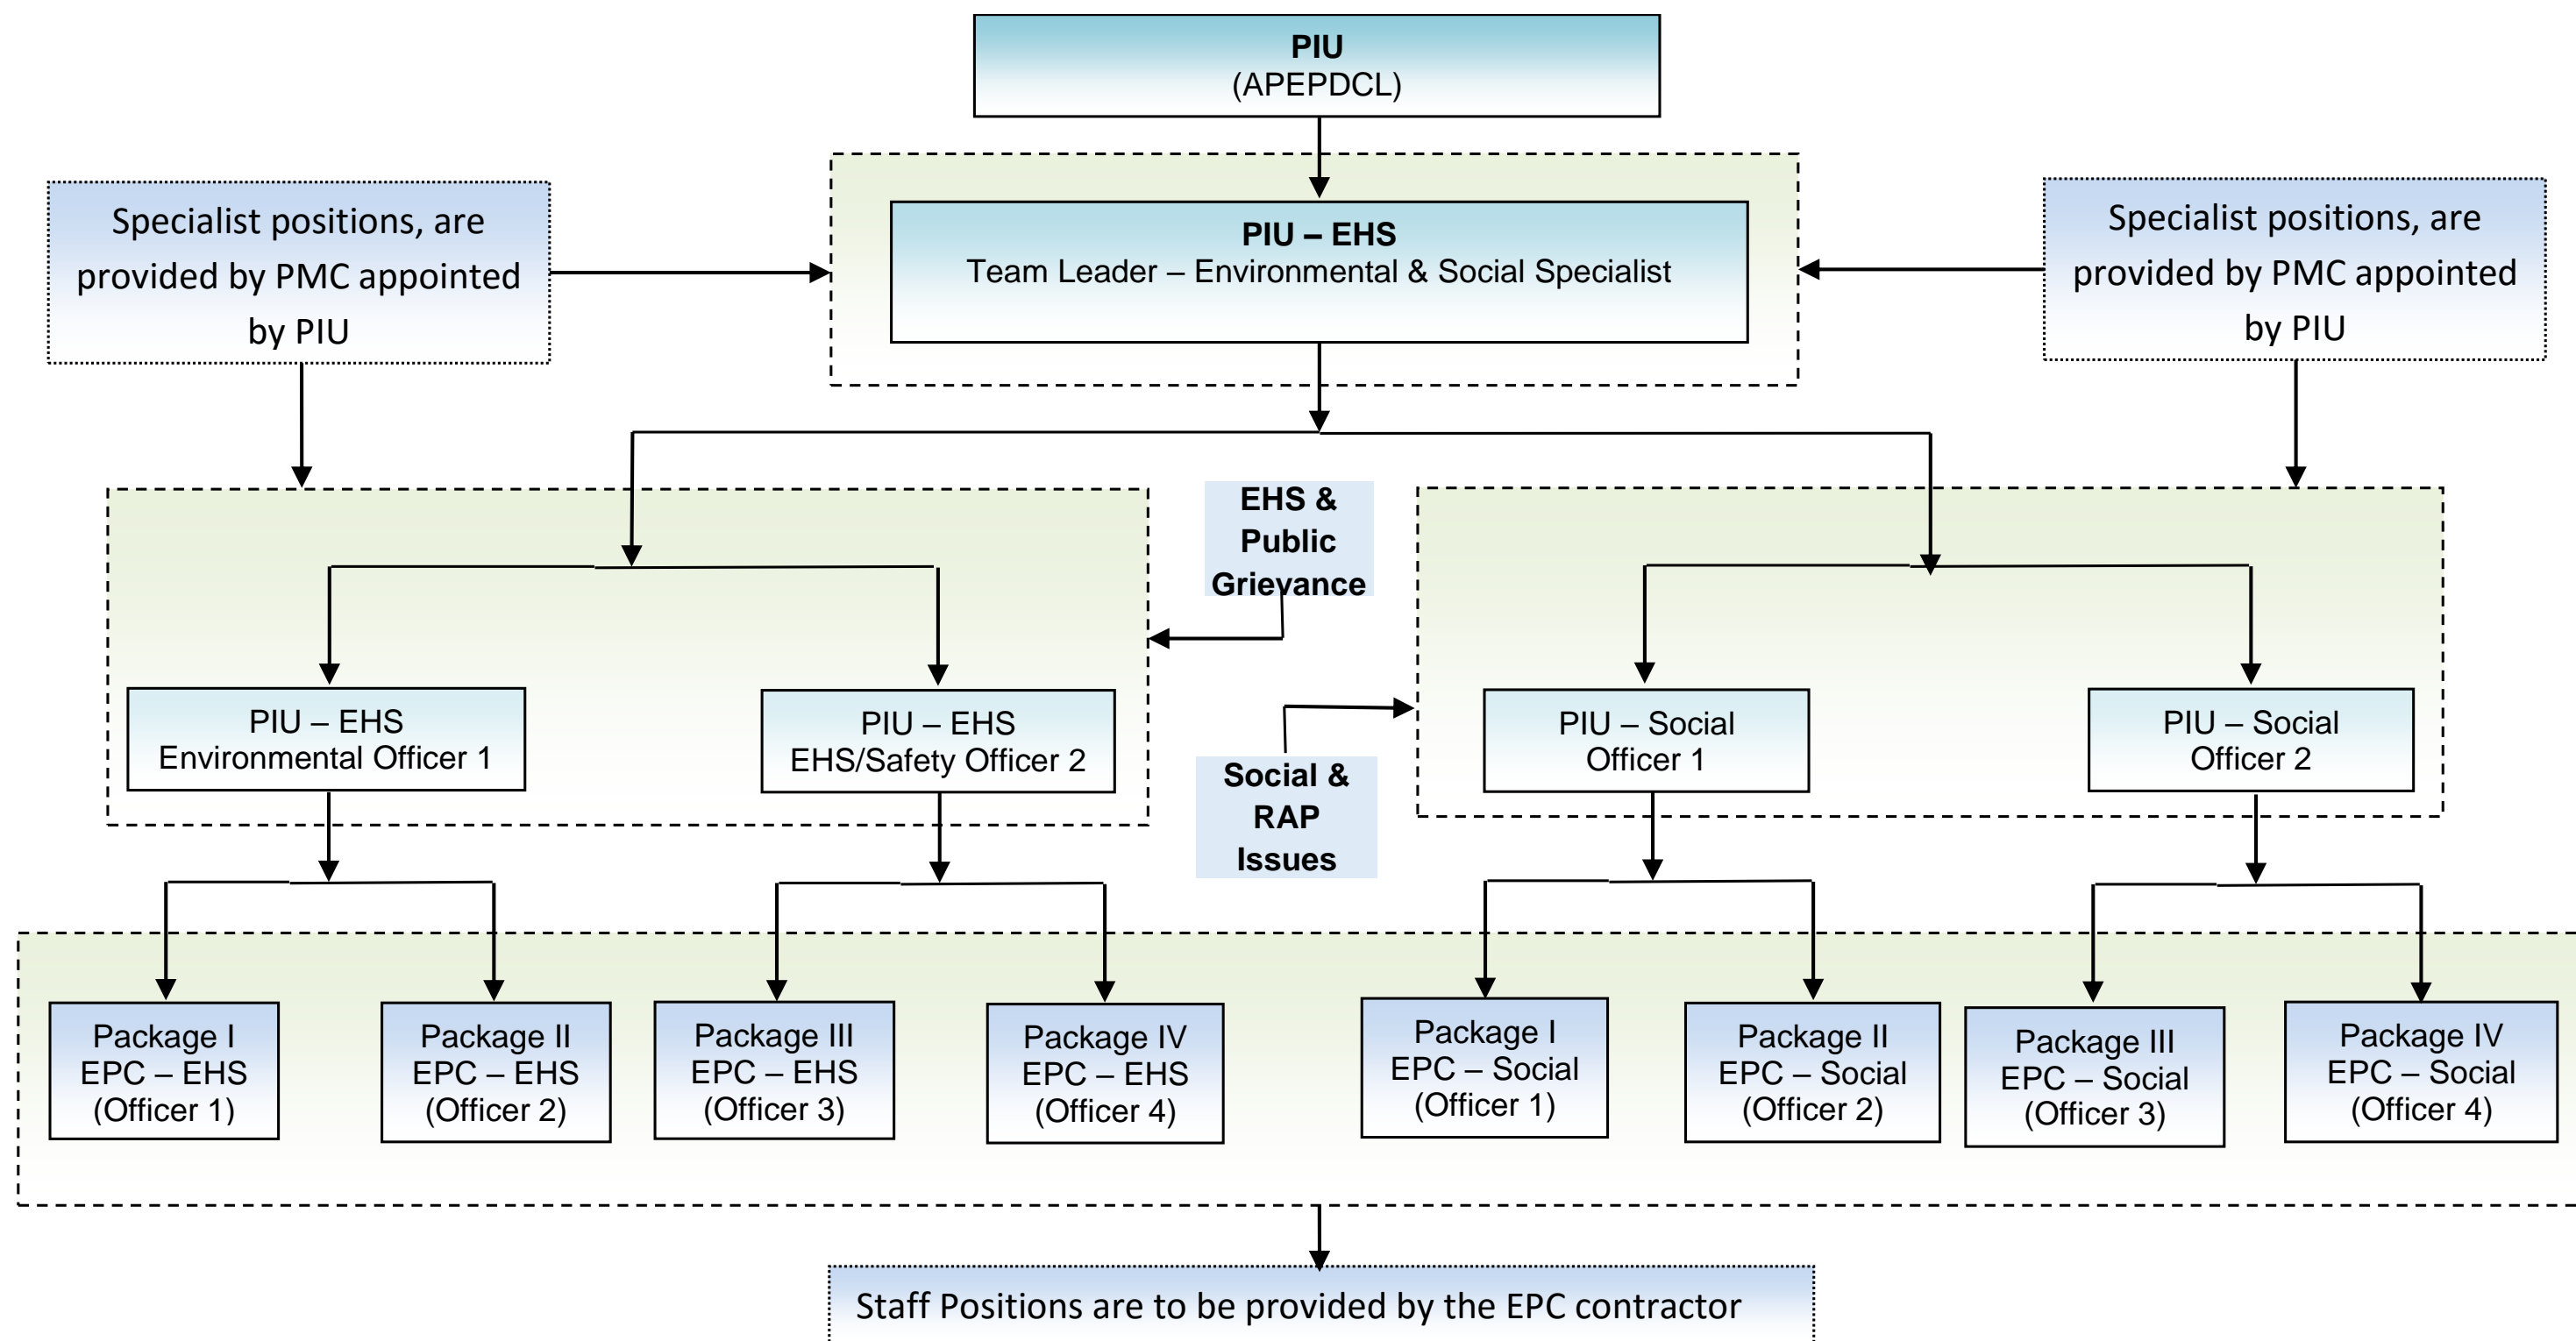 PIU
(APEPDCL)
Specialist positions, are
provided by PMC appointed
by PIU
PIU – EHS
Team Leader – Environmental & Social Specialist
Specialist positions, are
provided by PMC appointed
by PIU
EHS &
Public
Grievance
PIU – EHS
Environmental Officer 1
PIU – EHS
EHS/Safety Officer 2
Social &
RAP
Issues
PIU – Social
Officer 1
PIU – Social
Officer 2
Package I
EPC – EHS
(Officer 1)
Package II
EPC – EHS
(Officer 2)
Package III
EPC – EHS
(Officer 3)
Package IV
EPC – EHS
(Officer 4)
Package I
EPC – Social
(Officer 1)
Package II
EPC – Social
(Officer 2)
Package III
EPC – Social
(Officer 3)
Package IV
EPC – Social
(Officer 4)
Staff Positions are to be provided by the EPC contractor